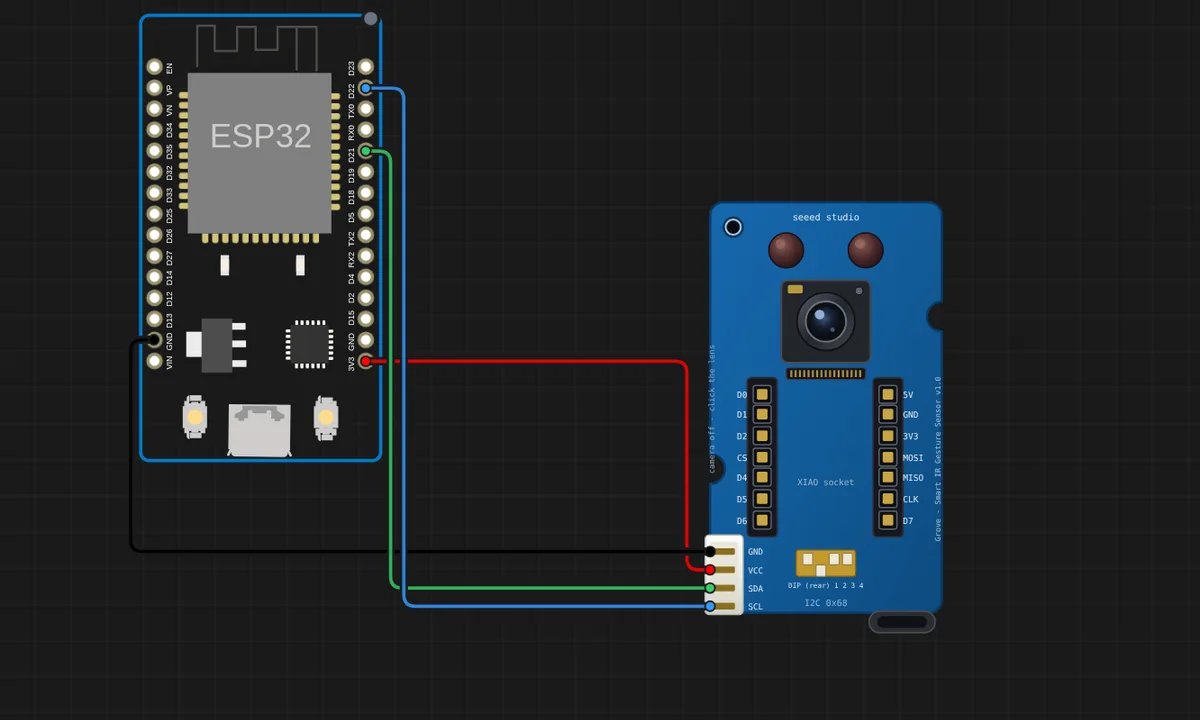 ESP32
EN
VP
VN
D34
D35
D32
D33
D25
D26
D27
D14
D12
D13
GND
VIN
D23
D22
TX0
RX0
D21
D19
D18
D5
TX2
RX2
D4
D2
D15
GND
3V3
seeed studio
camera off — click the lens
D0
D1
D2
CS
D4
D5
D6
5V
GND
3V3
MOSI
MISO
CLK
D7
XIAO socket
Grove - Smart IR Gesture Sensor v1.0
GND
VCC
SDA
SCL
DIP (rear) 1 2 3 4
I2C 0x68